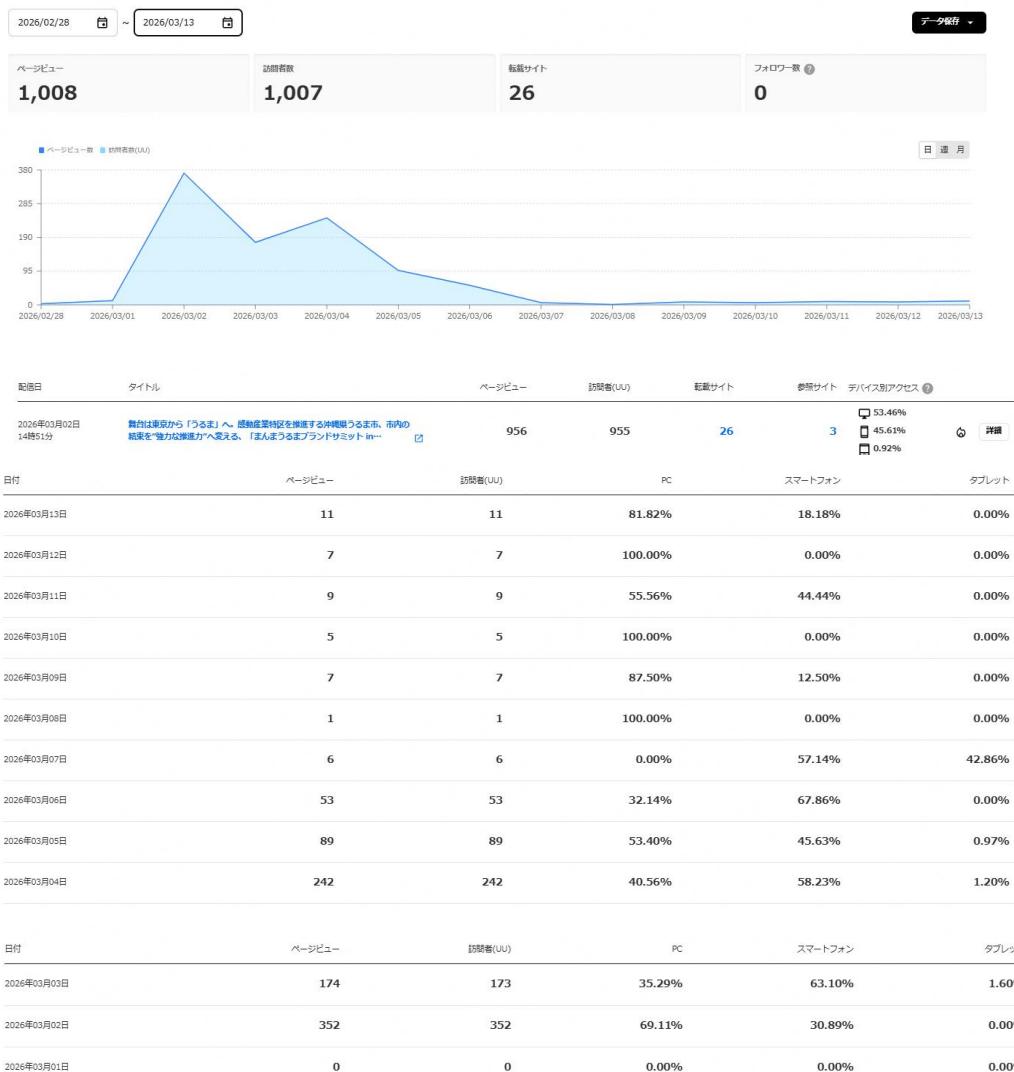 2026/02/28 ~ 2026/03/13 データ保存
ページビュー 訪問者数 転載サイト フォロワー数 ?
1,008 1,007 26 0
ページビュー数 訪問者数(UU) 日 週 月
380
285
190
95
0
2026/02/28 2026/03/01 2026/03/02 2026/03/03 2026/03/04 2026/03/05 2026/03/06 2026/03/07 2026/03/08 2026/03/09 2026/03/10 2026/03/11 2026/03/12 2026/03/13
配信日 タイトル ページビュー 訪問者(UU) 転載サイト 参照サイト デバイス別アクセス ?
2026年03月02日
14時51分
舞台は東京から「うるま」へ。感動産業特区を推進する沖縄県うるま市、市内の
結束を"強力な推進力"へ変える、「まんまうるまブランドサミット in…
956 955 26 3
53.46%
45.61%
0.92%
詳細
日付 ページビュー 訪問者(UU) PC スマートフォン タブレット
2026年03月13日 11 11 81.82% 18.18% 0.00%
2026年03月12日 7 7 100.00% 0.00% 0.00%
2026年03月11日 9 9 55.56% 44.44% 0.00%
2026年03月10日 5 5 100.00% 0.00% 0.00%
2026年03月09日 7 7 87.50% 12.50% 0.00%
2026年03月08日 1 1 100.00% 0.00% 0.00%
2026年03月07日 6 6 0.00% 57.14% 42.86%
2026年03月06日 53 53 32.14% 67.86% 0.00%
2026年03月05日 89 89 53.40% 45.63% 0.97%
2026年03月04日 242 242 40.56% 58.23% 1.20%
日付 ページビュー 訪問者(UU) PC スマートフォン タブレッ
2026年03月03日 174 173 35.29% 63.10% 1.60
2026年03月02日 352 352 69.11% 30.89% 0.00
2026年03月01日 0 0 0.00% 0.00% 0.00